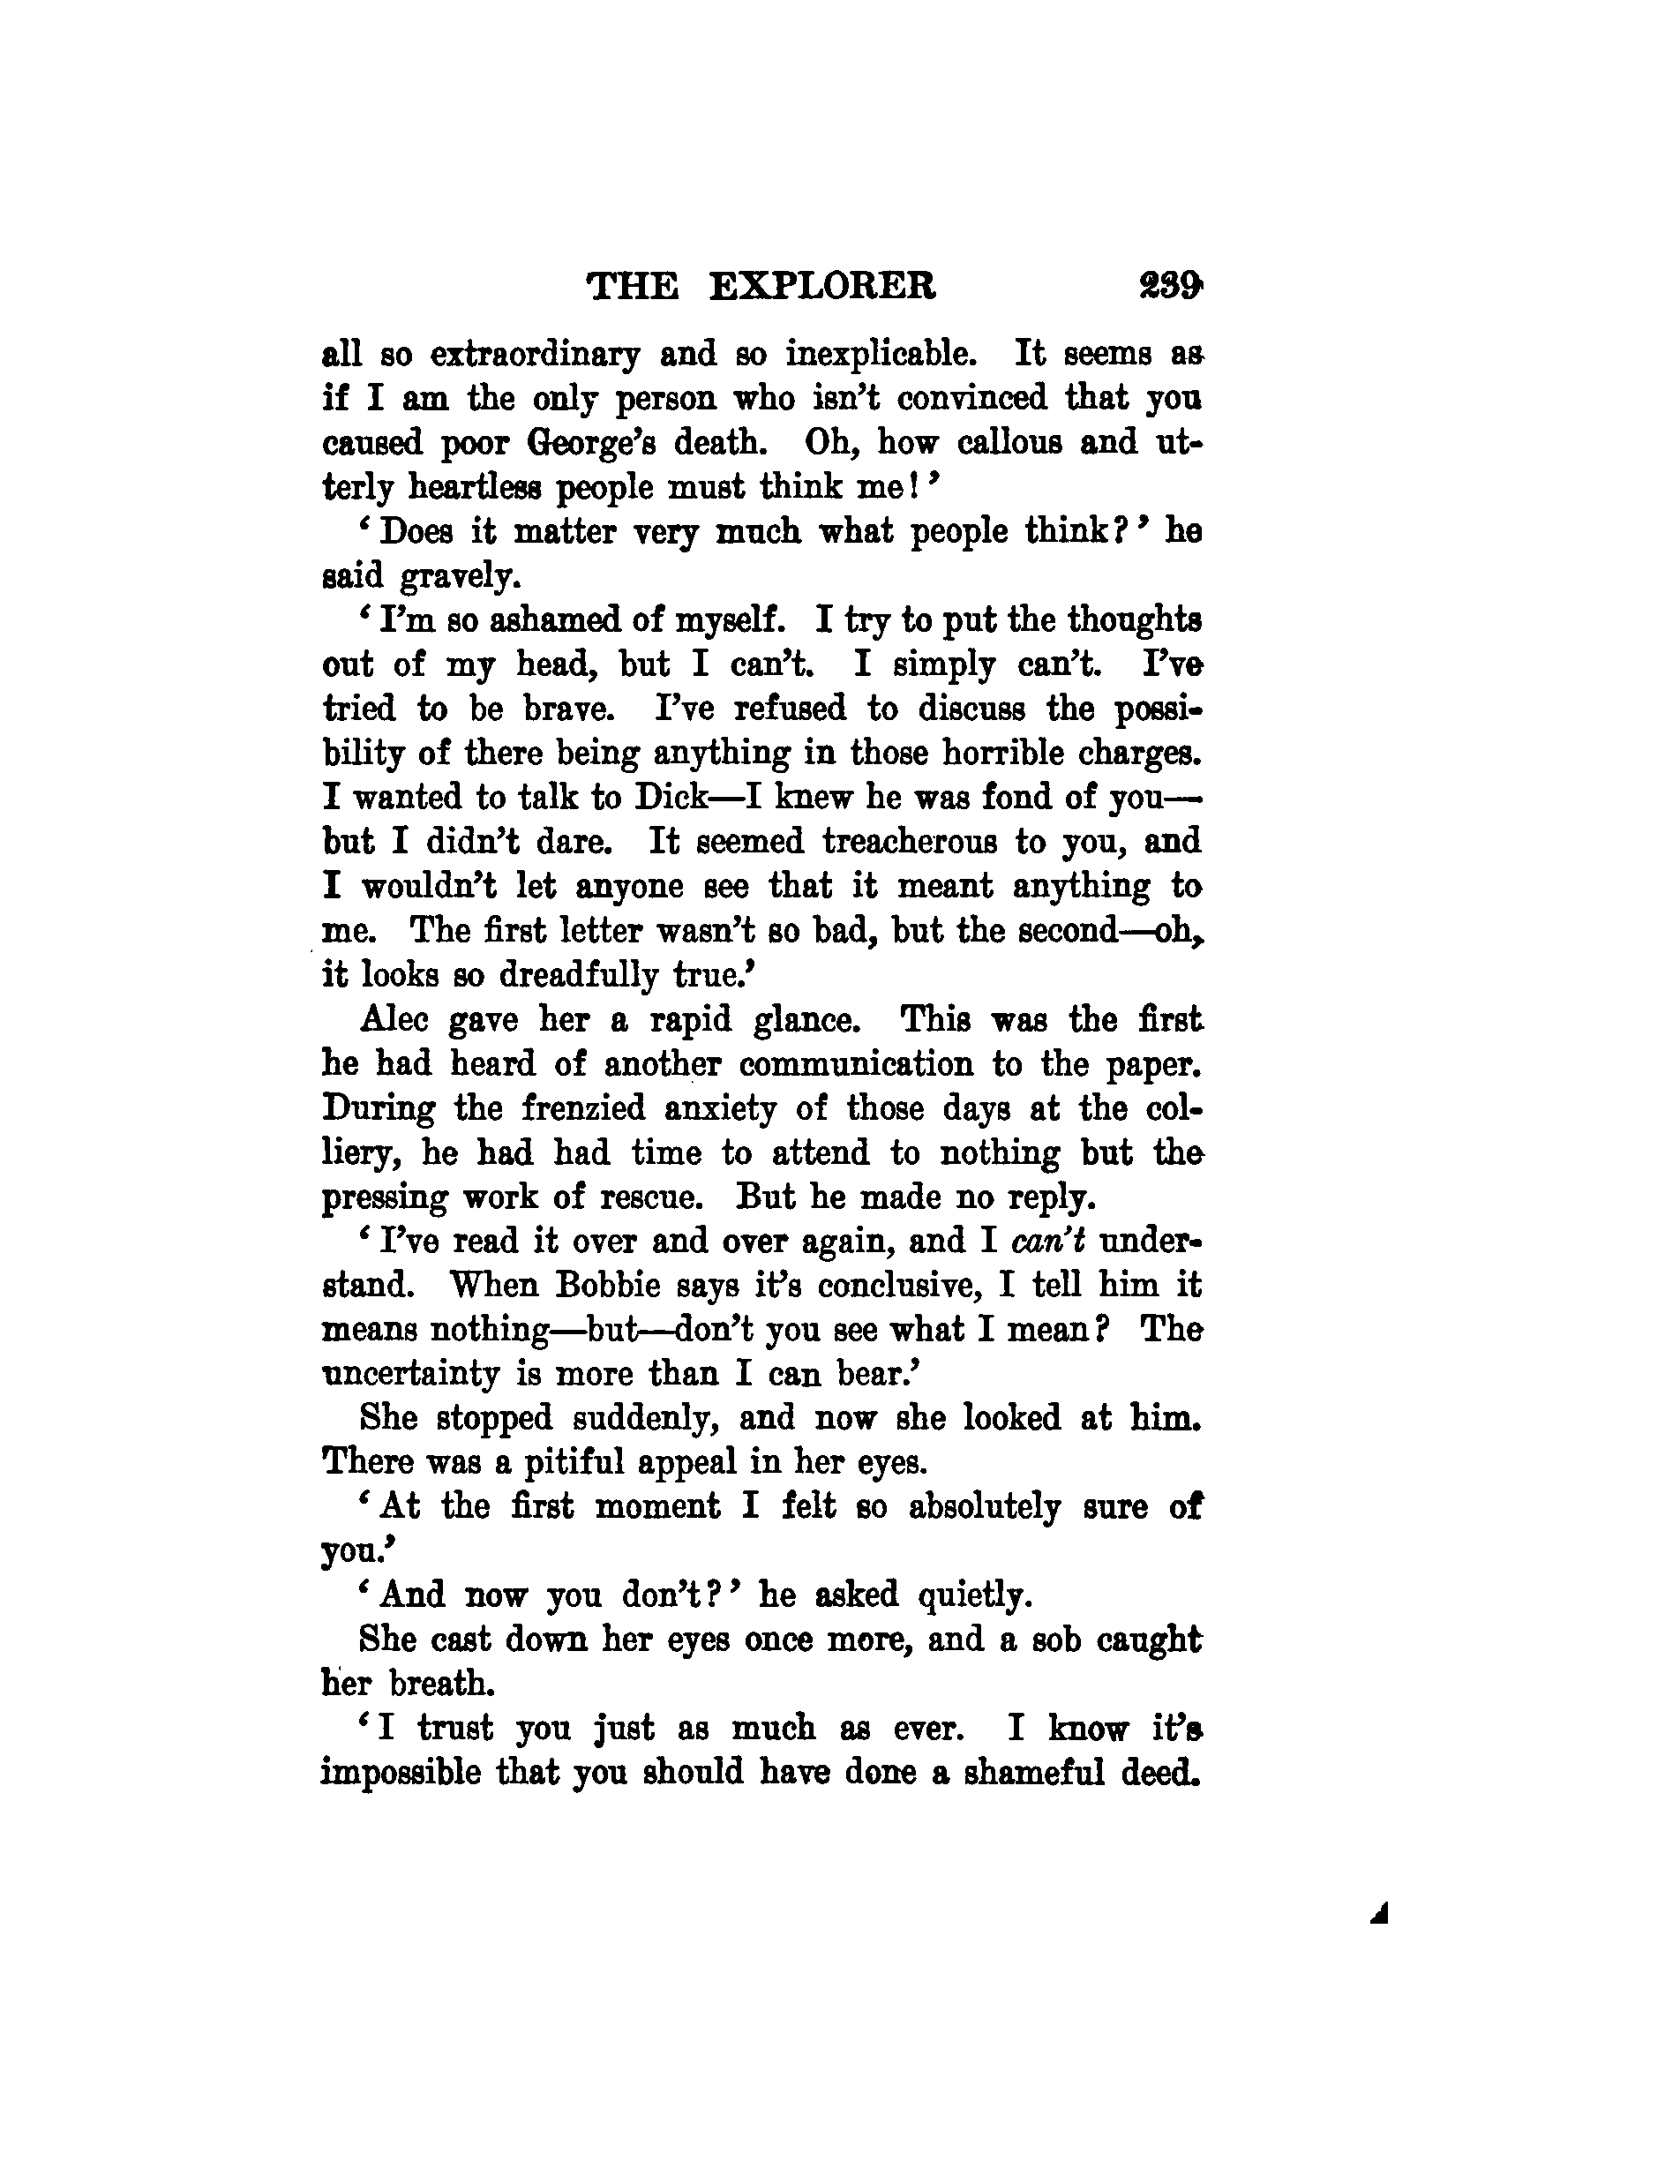 THE EXPLORER 239
all so extraordinary and so inexplicable. It seems as
if I am the only person who isn't convinced that you
caused poor George's death. Oh, how callous and ut-
terly heartless people must think me!'
'Does it matter very much what people think?' he
said gravely.
'I'm so ashamed of myself. I try to put the thoughts
out of my head, but I can't. I simply can't. I've
tried to be brave. I've refused to discuss the possi-
bility of there being anything in those horrible charges.
I wanted to talk to Dick—I knew he was fond of you—
but I didn't dare. It seemed treacherous to you, and
I wouldn't let anyone see that it meant anything to
me. The first letter wasn't so bad, but the second—oh,
it looks so dreadfully true.'
Alec gave her a rapid glance. This was the first
he had heard of another communication to the paper.
During the frenzied anxiety of those days at the col-
liery, he had had time to attend to nothing but the
pressing work of rescue. But he made no reply.
'I've read it over and over again, and I can't under-
stand. When Bobbie says it's conclusive, I tell him it
means nothing—but—don't you see what I mean? The
uncertainty is more than I can bear.'
She stopped suddenly, and now she looked at him.
There was a pitiful appeal in her eyes.
'At the first moment I felt so absolutely sure of
you.'
'And now you don't?' he asked quietly.
She cast down her eyes once more, and a sob caught
her breath.
'I trust you just as much as ever. I know it's
impossible that you should have done a shameful deed.